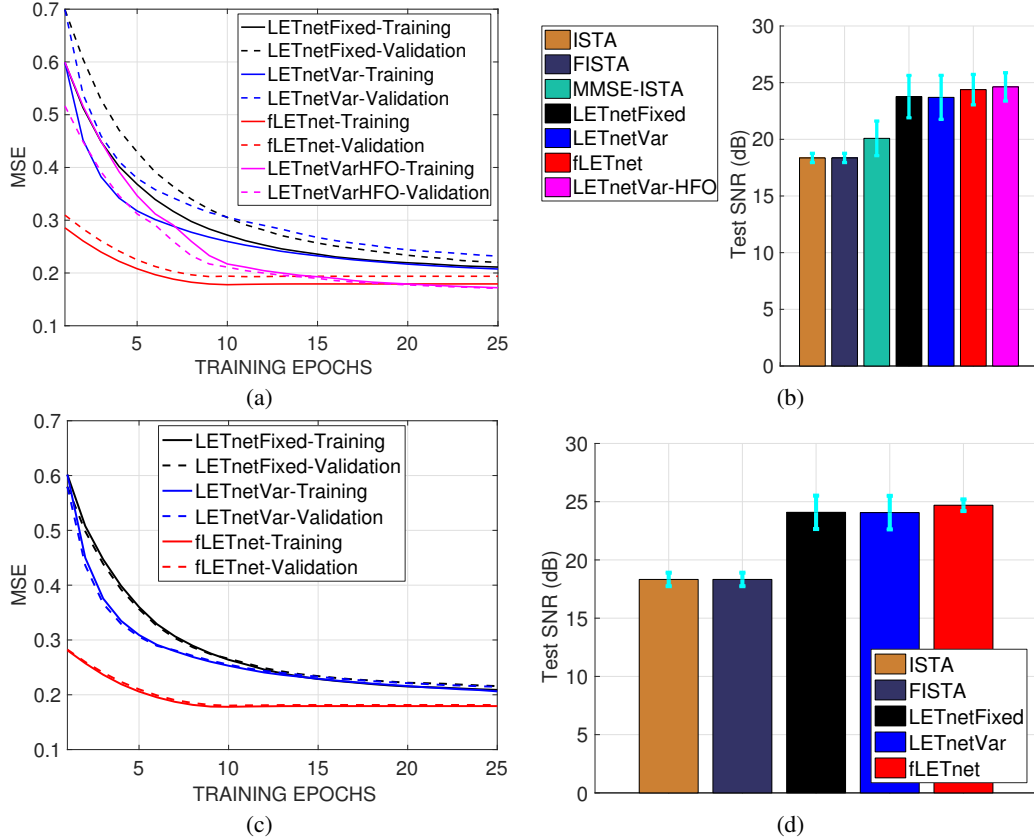 0.7
0.6
0.5
0.4
0.3
0.2
0.1
MSE
LETnetFixed-Training
LETnetFixed-Validation
LETnetVar-Training
LETnetVar-Validation
fLETnet-Training
fLETnet-Validation
LETnetVarHFO-Training
LETnetVarHFO-Validation
5 10 15 20 25
TRAINING EPOCHS
(a)
ISTA
FISTA
MMSE-ISTA
LETnetFixed
LETnetVar
fLETnet
LETnetVar-HFO
30
25
20
15
10
5
0
Test SNR (dB)
(b)
0.7
0.6
0.5
0.4
0.3
0.2
0.1
MSE
LETnetFixed-Training
LETnetFixed-Validation
LETnetVar-Training
LETnetVar-Validation
fLETnet-Training
fLETnet-Validation
5 10 15 20 25
TRAINING EPOCHS
(c)
30
25
20
15
10
5
0
Test SNR (dB)
ISTA
FISTA
LETnetFixed
LETnetVar
fLETnet
(d)